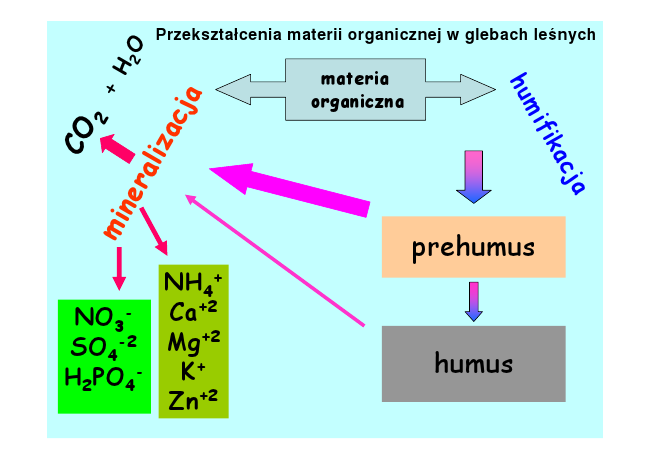 Przekształcenia materii organicznej w glebach leśnych
CO₂ + H₂O
mineralizacja
materia
organiczna
humifikacja
prehumus
humus
NO₃⁻
SO₄⁻²
H₂PO₄⁻
NH₄⁺
Ca⁺²
Mg⁺²
K⁺
Zn⁺²